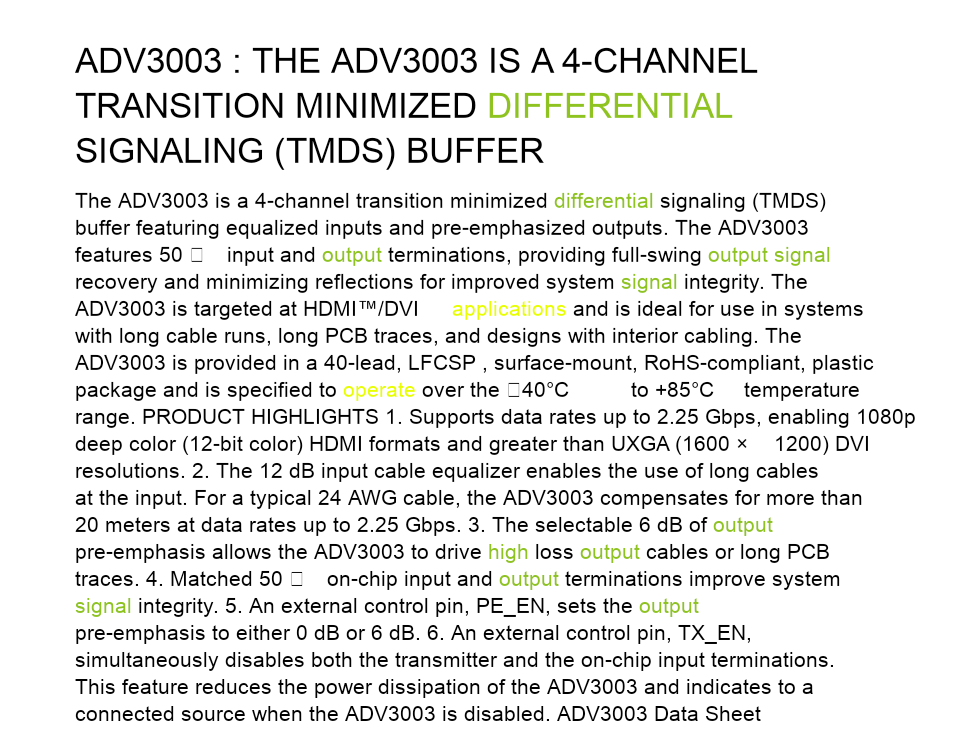 ADV3003 : THE ADV3003 IS A 4-CHANNEL
TRANSITION MINIMIZED DIFFERENTIAL
SIGNALING (TMDS) BUFFER
The ADV3003 is a 4-channel transition minimized differential signaling (TMDS)
buffer featuring equalized inputs and pre-emphasized outputs. The ADV3003
features 50 □ input and output terminations, providing full-swing output signal
recovery and minimizing reflections for improved system signal integrity. The
ADV3003 is targeted at HDMI™/DVI applications and is ideal for use in systems
with long cable runs, long PCB traces, and designs with interior cabling. The
ADV3003 is provided in a 40-lead, LFCSP , surface-mount, RoHS-compliant, plastic
package and is specified to operate over the □40°C to +85°C temperature
range. PRODUCT HIGHLIGHTS 1. Supports data rates up to 2.25 Gbps, enabling 1080p
deep color (12-bit color) HDMI formats and greater than UXGA (1600 × 1200) DVI
resolutions. 2. The 12 dB input cable equalizer enables the use of long cables
at the input. For a typical 24 AWG cable, the ADV3003 compensates for more than
20 meters at data rates up to 2.25 Gbps. 3. The selectable 6 dB of output
pre-emphasis allows the ADV3003 to drive high loss output cables or long PCB
traces. 4. Matched 50 □ on-chip input and output terminations improve system
signal integrity. 5. An external control pin, PE_EN, sets the output
pre-emphasis to either 0 dB or 6 dB. 6. An external control pin, TX_EN,
simultaneously disables both the transmitter and the on-chip input terminations.
This feature reduces the power dissipation of the ADV3003 and indicates to a
connected source when the ADV3003 is disabled. ADV3003 Data Sheet